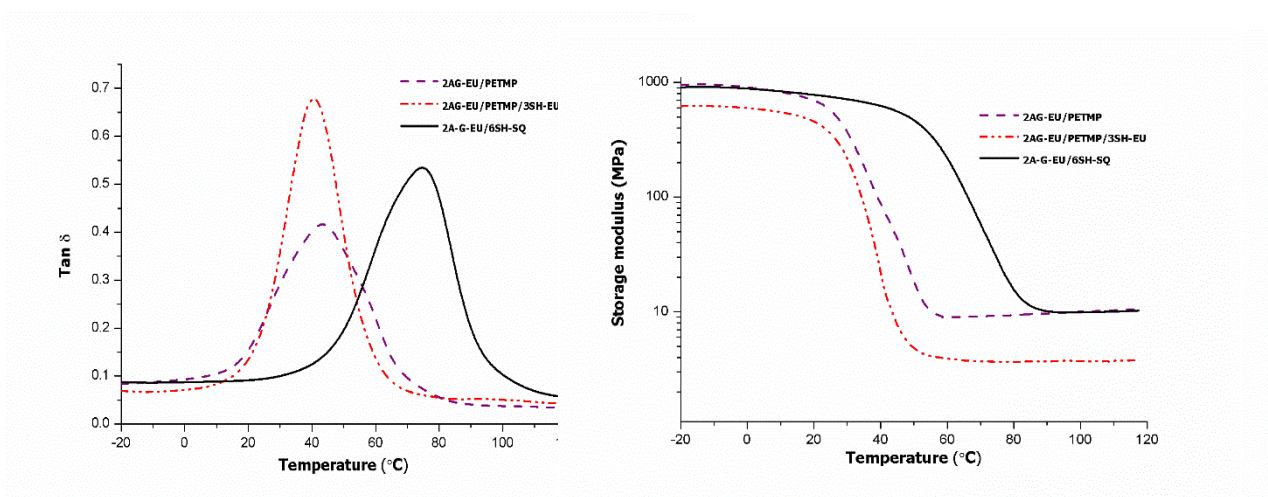 0.7
0.6
0.5
0.4
0.3
0.2
0.1
0.0
-20
0
20
40
60
80
100
Tan δ
Temperature (°C)
2AG-EU/PETMP
2AG-EU/PETMP/3SH-EU
2A-G-EU/6SH-SQ
1000
100
10
-20
0
20
40
60
80
100
120
Storage modulus (MPa)
Temperature (°C)
2AG-EU/PETMP
2AG-EU/PETMP/3SH-EU
2A-G-EU/6SH-SQ